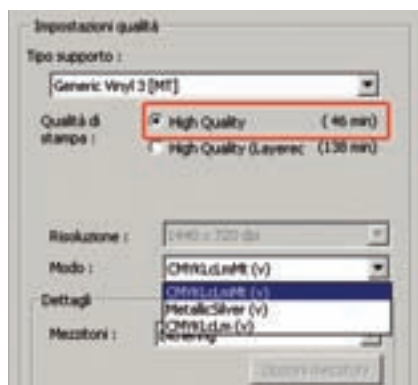 Impostazioni qualità
Tipo supporto :
Generic Vinyl 3 [MT]
Qualità di stampa :
High Quality ( 46 min)
High Quality (Layerec (138 min)
Risoluzione :
1440 x 720 dpi
Modo :
CMYKLcLmMt (v)
CMYKLcLmMt (v)
MetallicSilver (v)
CMYKLcLm (v)
Dettagli
Mezzitoni :